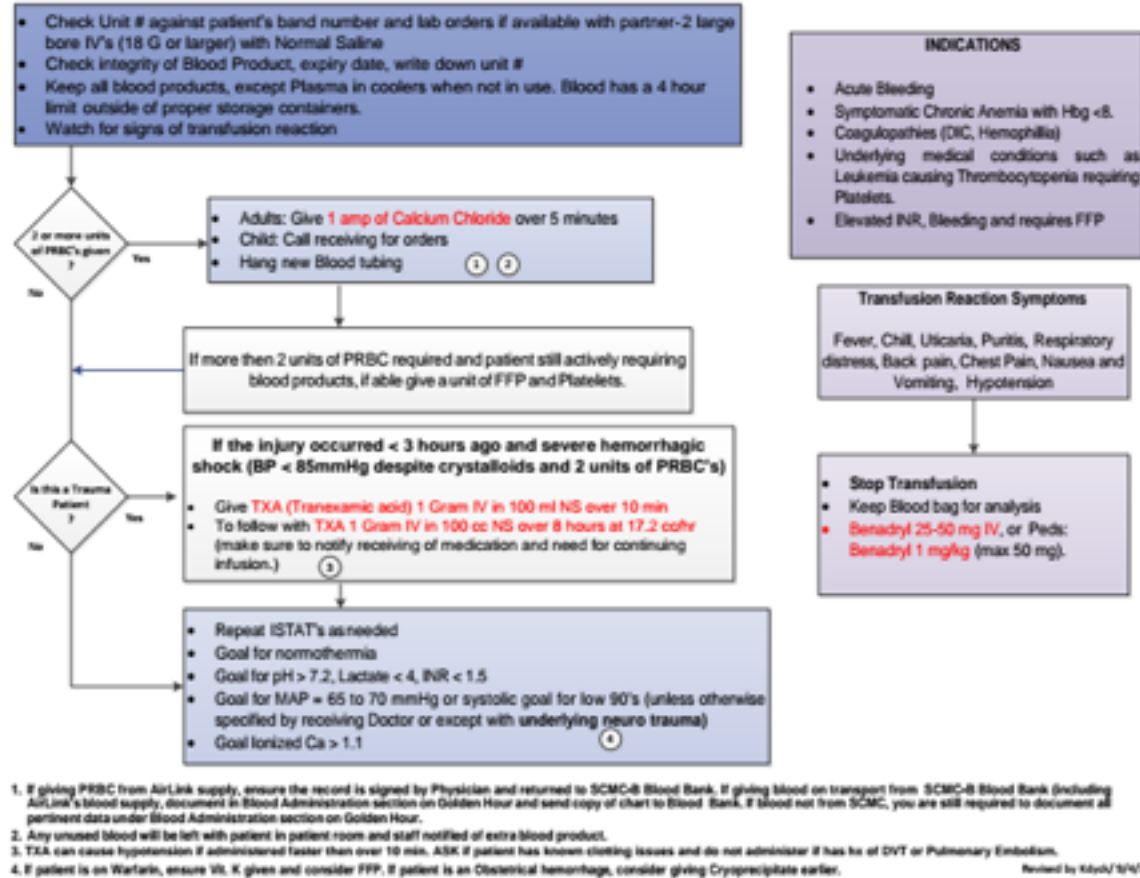 Check Unit # against patient's band number and lab orders if available with partner-2 large
bore IV's (18 G or larger) with Normal Saline
Check integrity of Blood Product, expiry date, write down unit #
Keep all blood products, except Plasma in coolers when not in use. Blood has a 4 hour
limit outside of proper storage containers.
Watch for signs of transfusion reaction
INDICATIONS
Acute Bleeding
Symptomatic Chronic Anemia with Hbg <8.
Coagulopathies (DIC, Hemophillia)
Underlying medical conditions such as
Leukemia causing Thrombocytopenia requiring
Platelets.
Elevated INR, Bleeding and requires FFP
2 or more units
of PRBC's given
?
Yes
No
Adults: Give 1 amp of Calcium Chloride over 5 minutes
Child: Call receiving for orders
Hang new Blood tubing 1 2
If more then 2 units of PRBC required and patient still actively requiring
blood products, if able give a unit of FFP and Platelets.
Transfusion Reaction Symptoms
Fever, Chill, Uticaria, Puritis, Respiratory
distress, Back pain, Chest Pain, Nausea and
Vomiting, Hypotension
Stop Transfusion
Keep Blood bag for analysis
Benadryl 25-50 mg IV, or Peds:
Benadryl 1 mg/kg (max 50 mg).
Is this a Trauma
Patient
?
Yes
No
If the injury occurred < 3 hours ago and severe hemorrhagic
shock (BP < 85mmHg despite crystalloids and 2 units of PRBC's)
Give TXA (Tranexamic acid) 1 Gram IV in 100 ml NS over 10 min
To follow with TXA 1 Gram IV in 100 cc NS over 8 hours at 17.2 cc/hr
(make sure to notify receiving of medication and need for continuing
infusion.) 3
Repeat ISTAT's asneeded
Goal for normothermia
Goal for pH > 7.2, Lactate < 4, INR < 1.5
Goal for MAP = 65 to 70 mmHg or systolic goal for low 90's (unless otherwise
specified by receiving Doctor or except with underlying neuro trauma)
Goal Ionized Ca > 1.1 4
1. If giving PRBC from AirLink supply, ensure the record is signed by Physician and returned to SCMC-B Blood Bank. If giving blood on transport from SCMC-B Blood Bank (including
AirLink's blood supply, document in Blood Administration section on Golden Hour and send copy of chart to Blood Bank. If blood not from SCMC, you are still required to document all
pertinent data under Blood Administration section on Golden Hour.
2. Any unused blood will be left with patient in patient room and staff notified of extra blood product.
3. TXA can cause hypotension if administered faster than over 10 min. ASK if patient has known clotting issues and do not administer if has hx of DVT or Pulmonary Embolism.
4. If patient is on Warfarin, ensure Vit. K given and consider FFP. If patient is an Obstetrical hemorrhage, consider giving Cryoprecipitate earlier.
Revised by